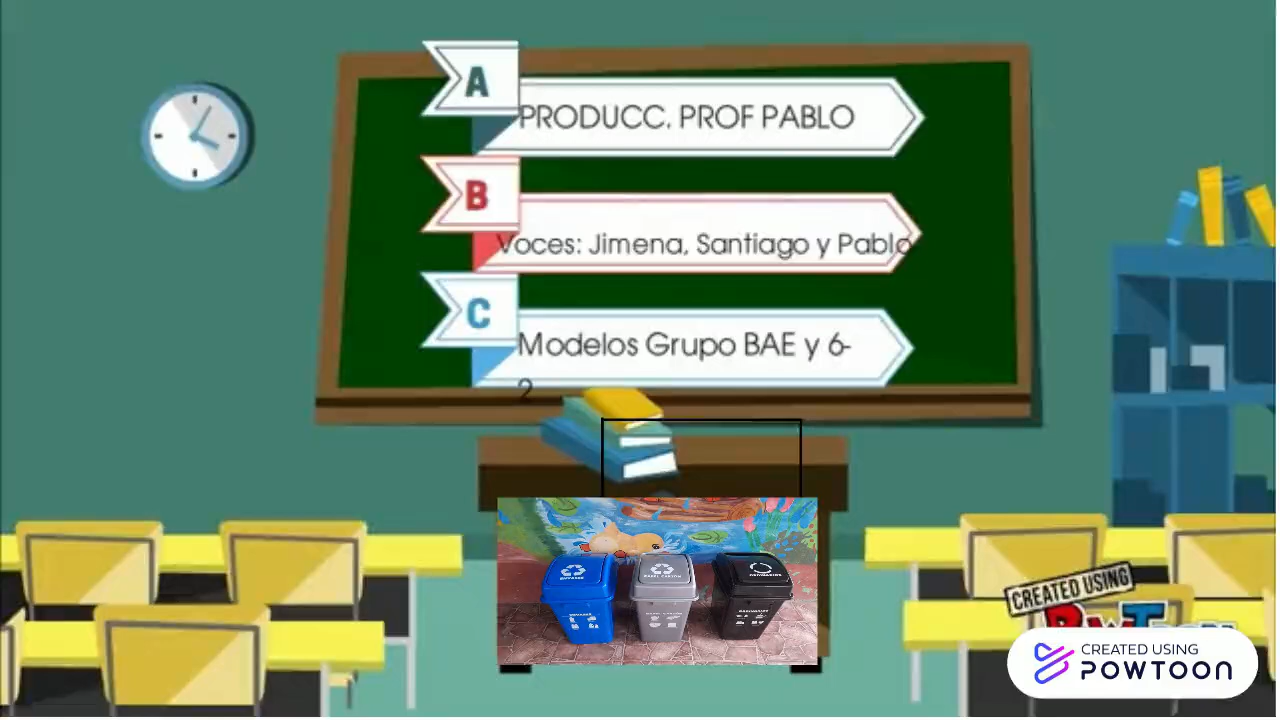 A
PRODUCC. PROF PABLO
B
Voces: Jimena, Santiago y Pablo
C
Modelos Grupo BAE y 6-
2
CREATED USING
CREATED USING
POWTOON